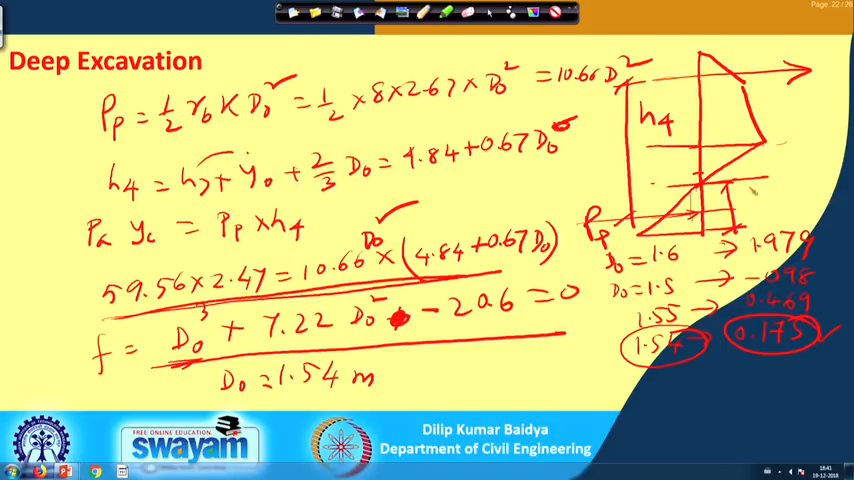 Page: 22 / 26
Deep Excavation
Pp = 1/2 γb K D0² = 1/2 × 8 × 2.67 × D0² = 10.66 D²
h4 = h3 + y0 + 2/3 D0 = 4.84 + 0.67 D0
Pa yc = Pp × h4
59.56 × 2.47 = 10.66 D0² × (4.84 + 0.67 D0)
f = D0³ + 7.22 D0² - 20.6 = 0
D0 = 1.54 m
h4
Pp
D0 = 1.6 → 1.979
D0 = 1.5 → -.098
1.55 → 0.469
1.54 → 0.175
FREE ONLINE EDUCATION
swayam
Dilip Kumar Baidya
Department of Civil Engineering
18:41
19-12-2018